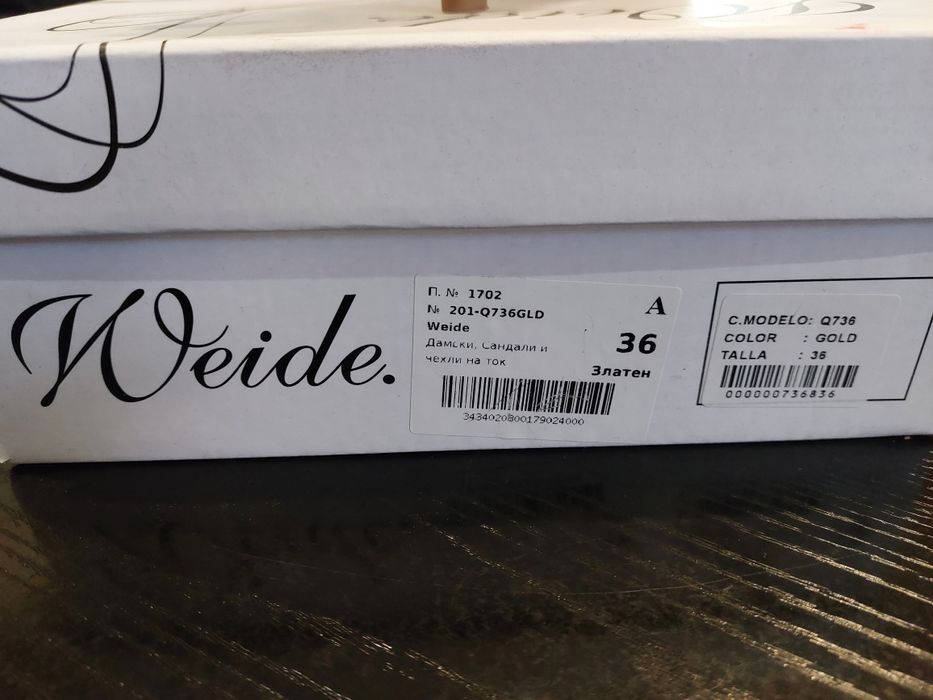 Weide.
П. № 1702
№ 201-Q736GLD
Weide
Дамски, Сандали и
чехли на ток
A
36
Златен
3434020800179024000
C.MODELO: Q736
COLOR : GOLD
TALLA : 36
000000736836